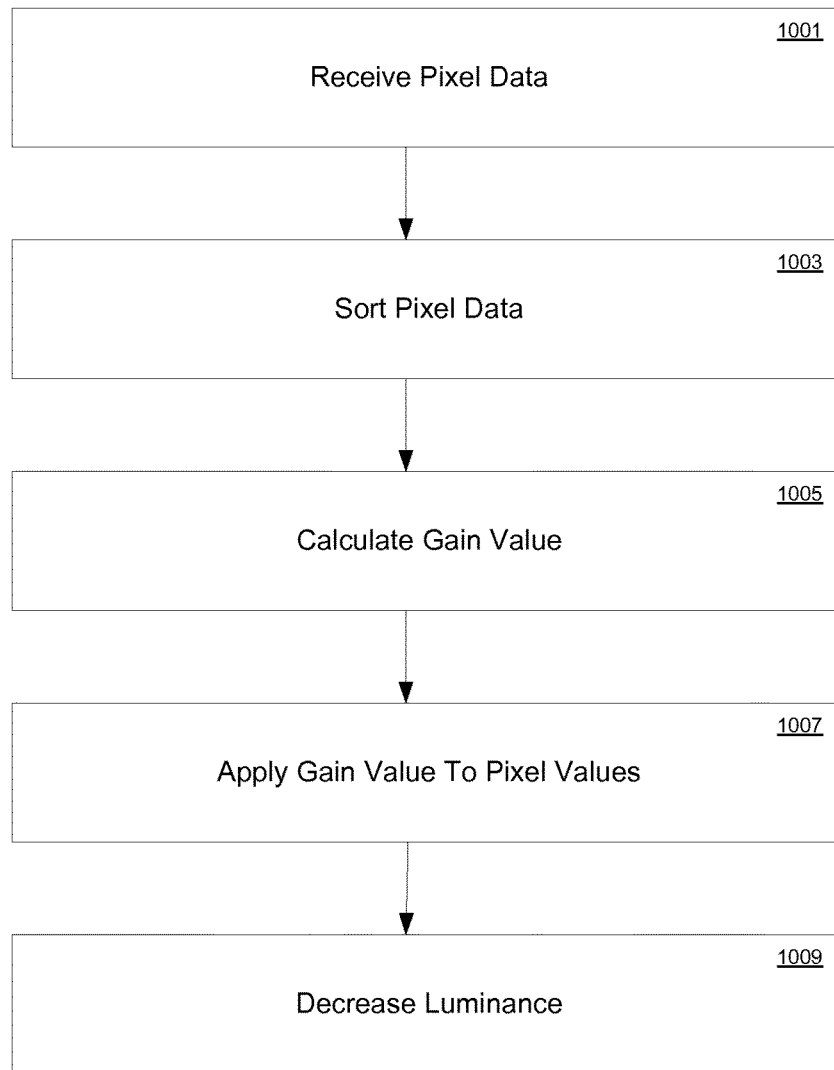 1001
Receive Pixel Data
1003
Sort Pixel Data
1005
Calculate Gain Value
1007
Apply Gain Value To Pixel Values
1009
Decrease Luminance